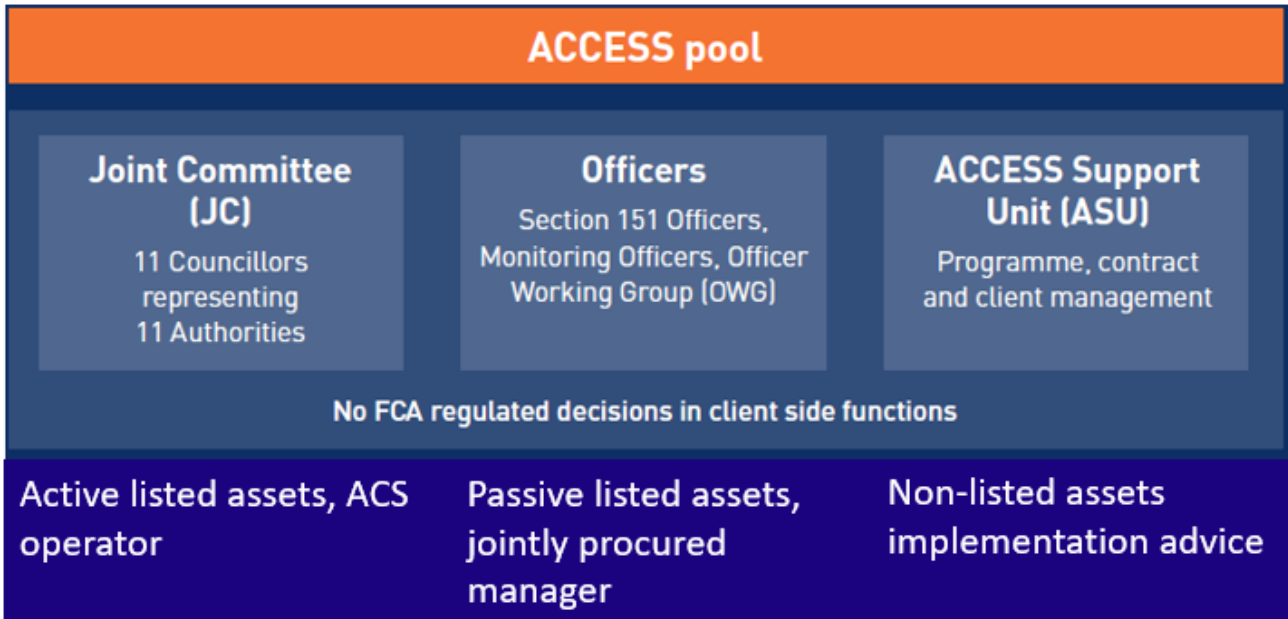 ACCESS pool
Joint Committee
(JC)
11 Councillors
representing
11 Authorities
Officers
Section 151 Officers,
Monitoring Officers, Officer
Working Group (OWG)
ACCESS Support
Unit (ASU)
Programme, contract
and client management
No FCA regulated decisions in client side functions
Active listed assets, ACS
operator
Passive listed assets,
jointly procured
manager
Non-listed assets
implementation advice